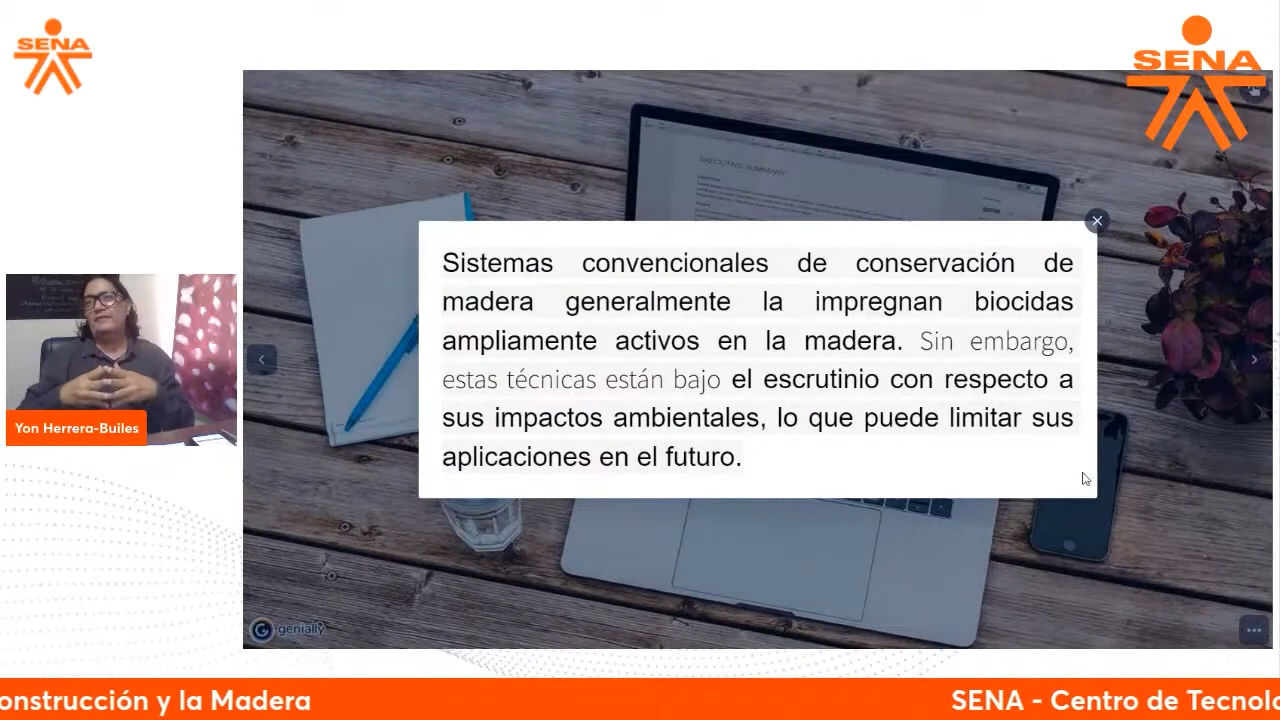 SENA
SENA
EXECUTIVE SUMMARY
Sistemas convencionales de conservación de
madera generalmente la impregnan biocidas
ampliamente activos en la madera. Sin embargo,
estas técnicas están bajo el escrutinio con respecto a
sus impactos ambientales, lo que puede limitar sus
aplicaciones en el futuro.
Yon Herrera-Builes
genially
onstrucción y la Madera
SENA - Centro de Tecnolo